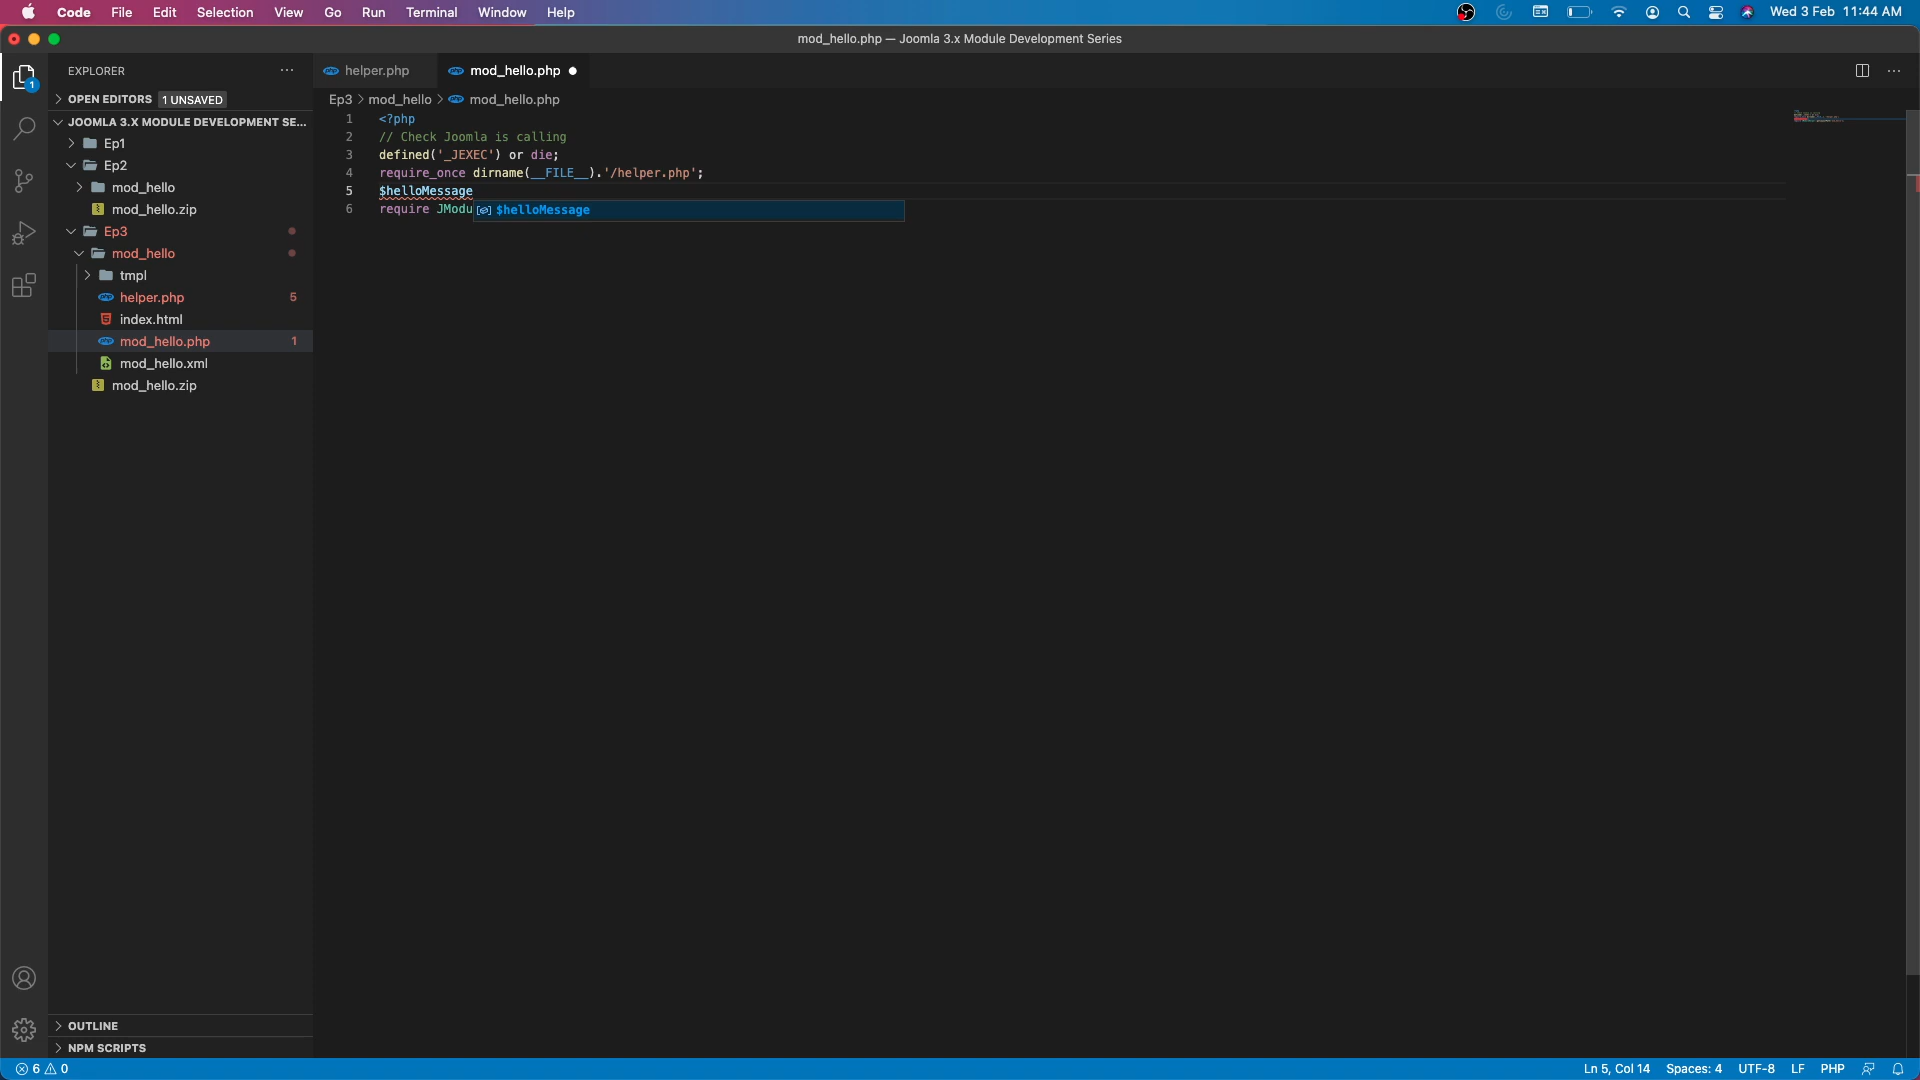 Code File Edit Selection View Go Run Terminal Window Help Wed 3 Feb 11:44 AM
mod_hello.php — Joomla 3.x Module Development Series
EXPLORER
OPEN EDITORS 1 UNSAVED
JOOMLA 3.X MODULE DEVELOPMENT SE...
Ep1
Ep2
mod_hello
mod_hello.zip
Ep3
mod_hello
tmpl
helper.php 5
index.html
mod_hello.php 1
mod_hello.xml
mod_hello.zip
OUTLINE
NPM SCRIPTS
1
helper.php mod_hello.php
Ep3 > mod_hello > mod_hello.php
1 <?php
2 // Check Joomla is calling
3 defined('_JEXEC') or die;
4 require_once dirname(__FILE__).'/helper.php';
5 $helloMessage
6 require JModu
$helloMessage
6 0 Ln 5, Col 14 Spaces: 4 UTF-8 LF PHP